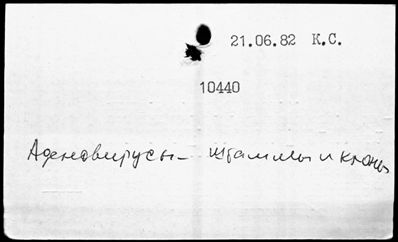 21.06.82 К.С.
10440
Аденовирусы – штаммы и клоны